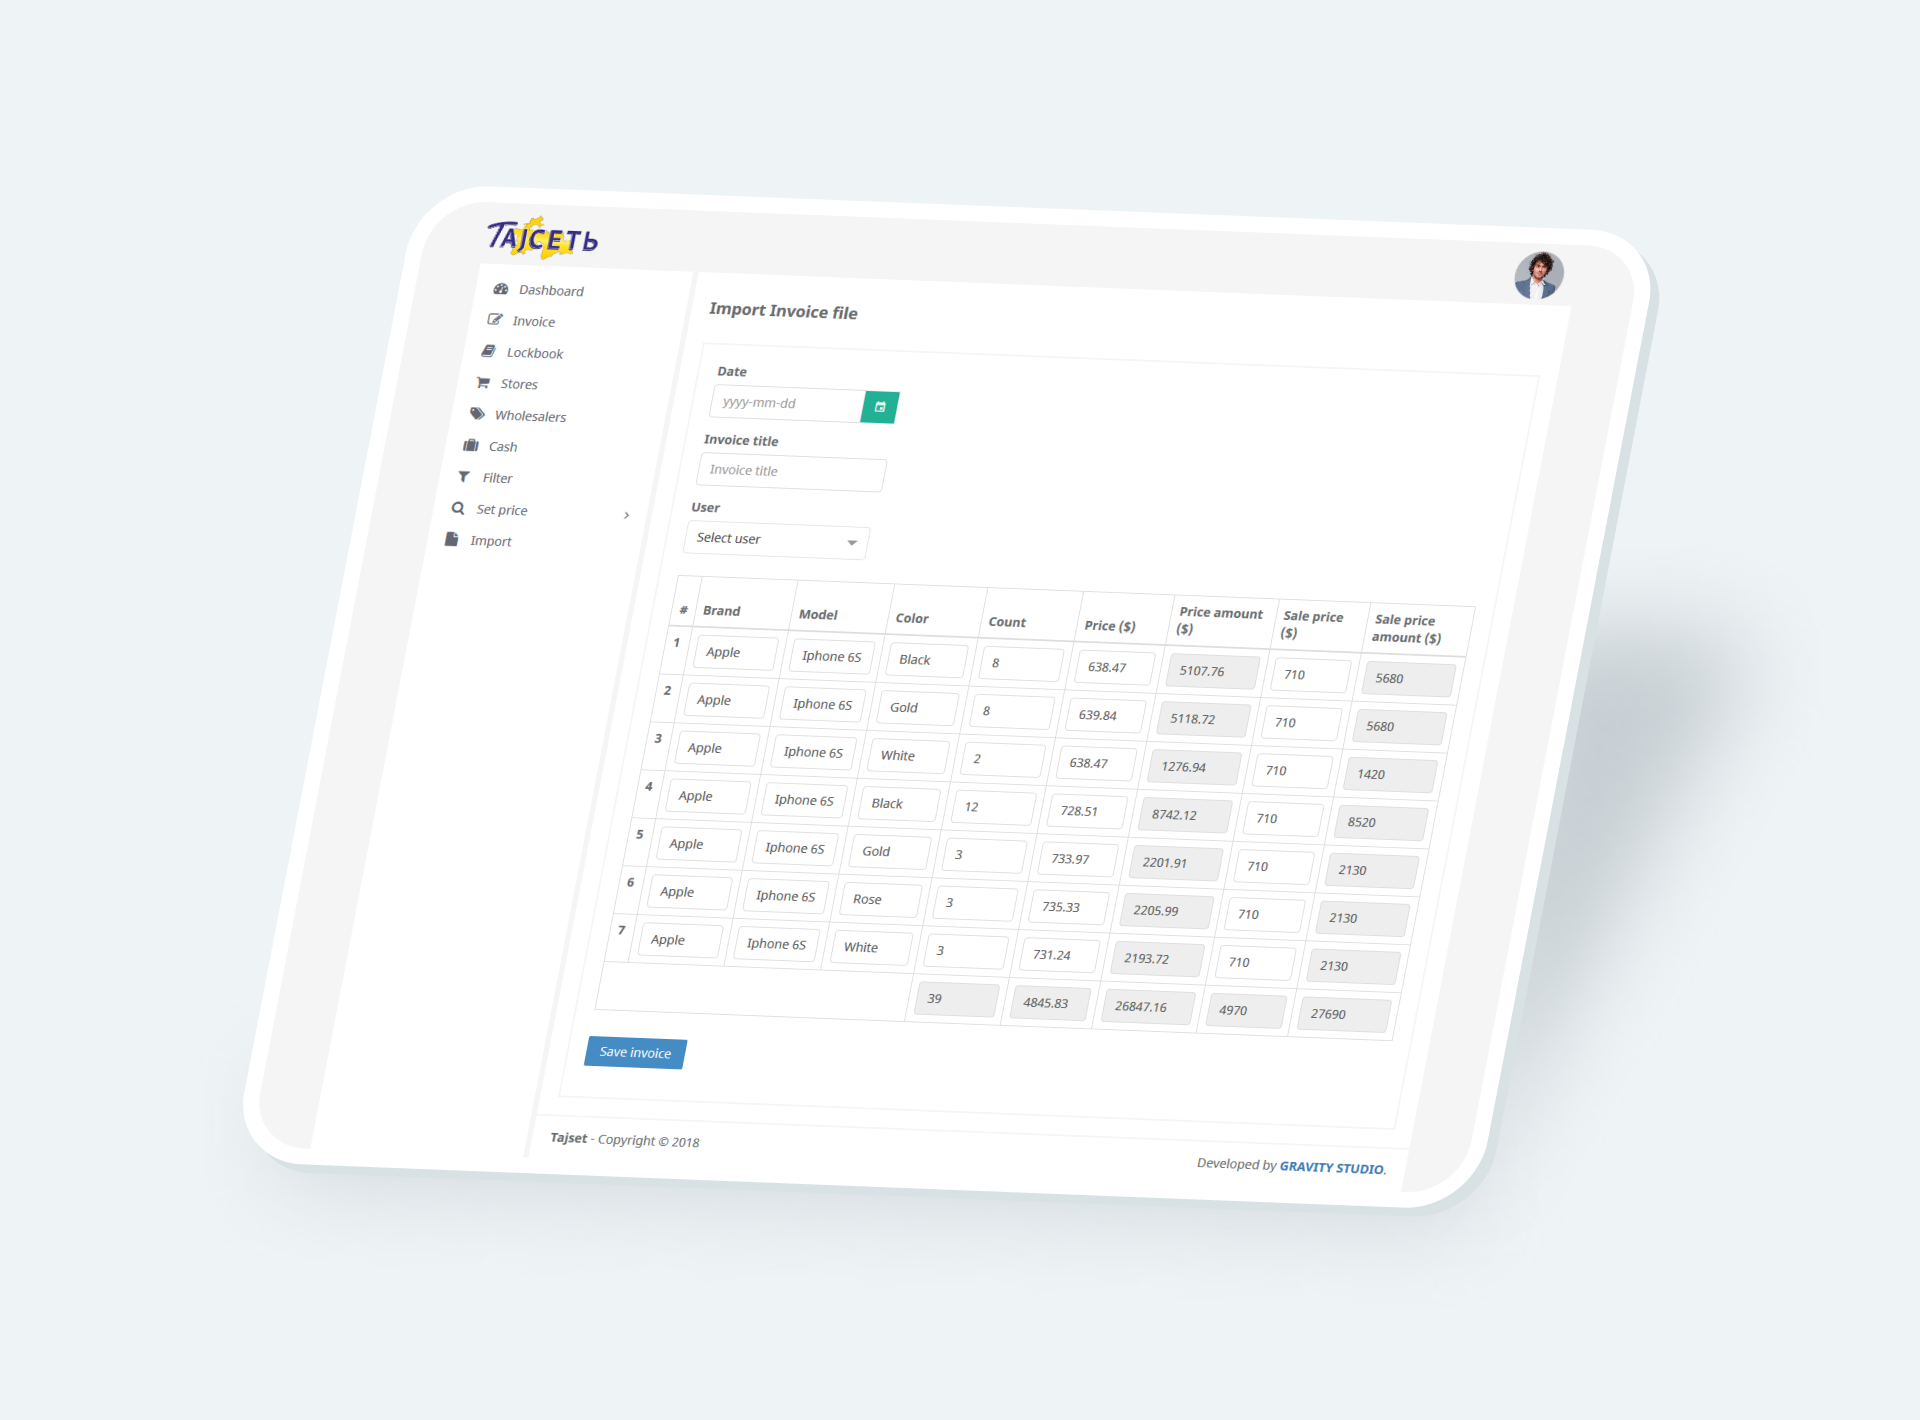 TAJСЕТЬ
Dashboard
Invoice
Lockbook
Stores
Wholesalers
Cash
Filter
Set price
Import
Import Invoice file
Date
yyyy-mm-dd
Invoice title
Invoice title
User
Select user
# Brand Model Color Count Price ($) Price amount ($) Sale price ($) Sale price amount ($)
1 Apple Iphone 6S Black 8 638.47 5107.76 710 5680
2 Apple Iphone 6S Gold 8 639.84 5118.72 710 5680
3 Apple Iphone 6S White 2 638.47 1276.94 710 1420
4 Apple Iphone 6S Black 12 728.51 8742.12 710 8520
5 Apple Iphone 6S Gold 3 733.97 2201.91 710 2130
6 Apple Iphone 6S Rose 3 735.33 2205.99 710 2130
7 Apple Iphone 6S White 3 731.24 2193.72 710 2130
39 4845.83 26847.16 4970 27690
Save invoice
Tajset - Copyright © 2018
Developed by GRAVITY STUDIO.